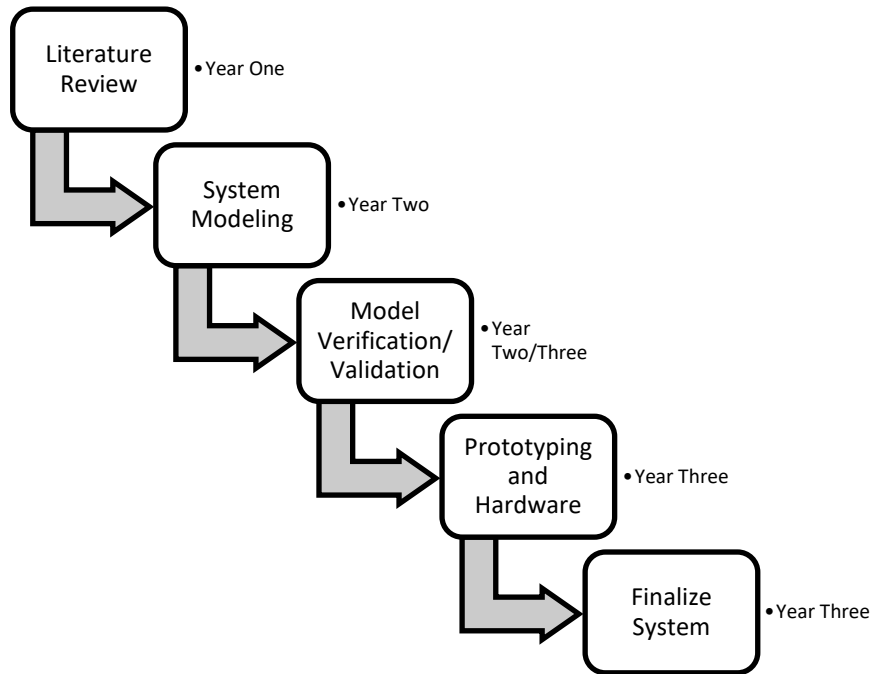 Literature
Review
• Year One
System
Modeling
• Year Two
Model
Verification/
Validation
• Year
Two/Three
Prototyping
and
Hardware
• Year Three
Finalize
System
• Year Three